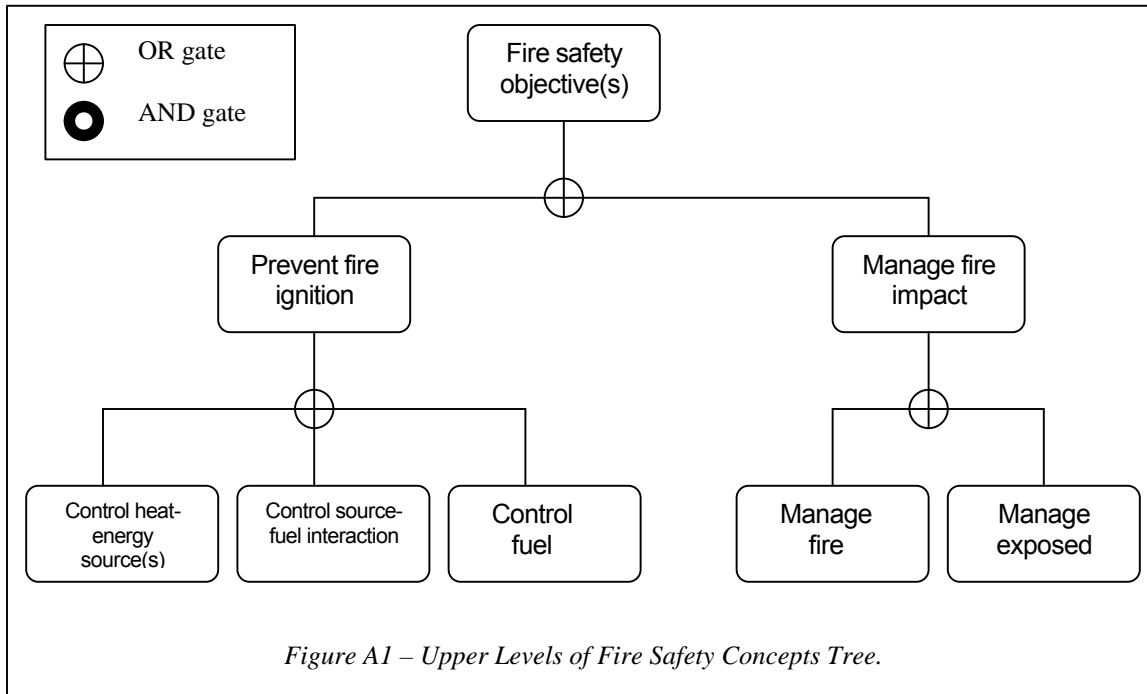 OR gate
AND gate
Fire safety
objective(s)
Prevent fire
ignition
Manage fire
impact
Control heat-
energy
source(s)
Control source-
fuel interaction
Control
fuel
Manage
fire
Manage
exposed
Figure A1 – Upper Levels of Fire Safety Concepts Tree.